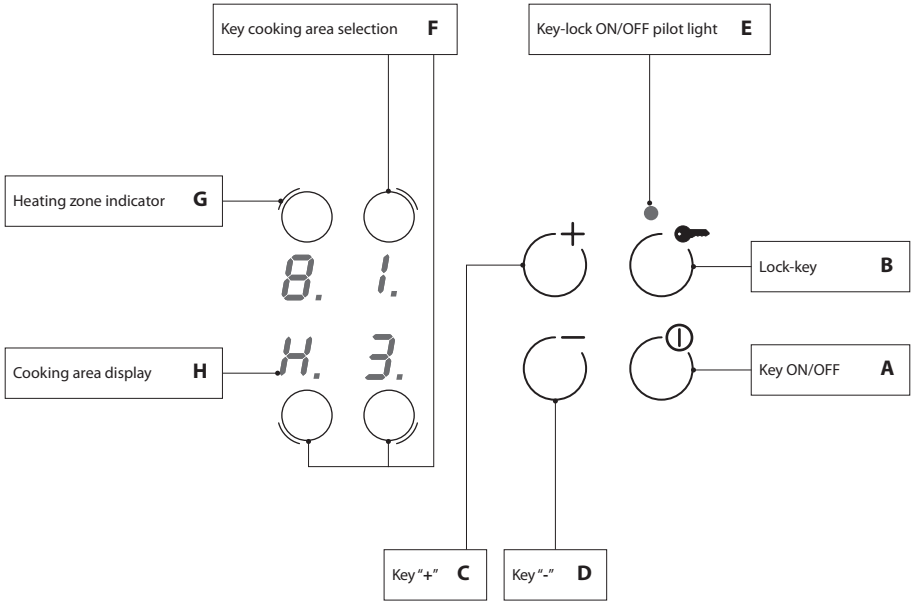 Key cooking area selection F
Key-lock ON/OFF pilot light E
Heating zone indicator G
+
Lock-key B
8. 1.
Cooking area display H
H. 3.
−
Key ON/OFF A
Key "+" C
Key "-" D